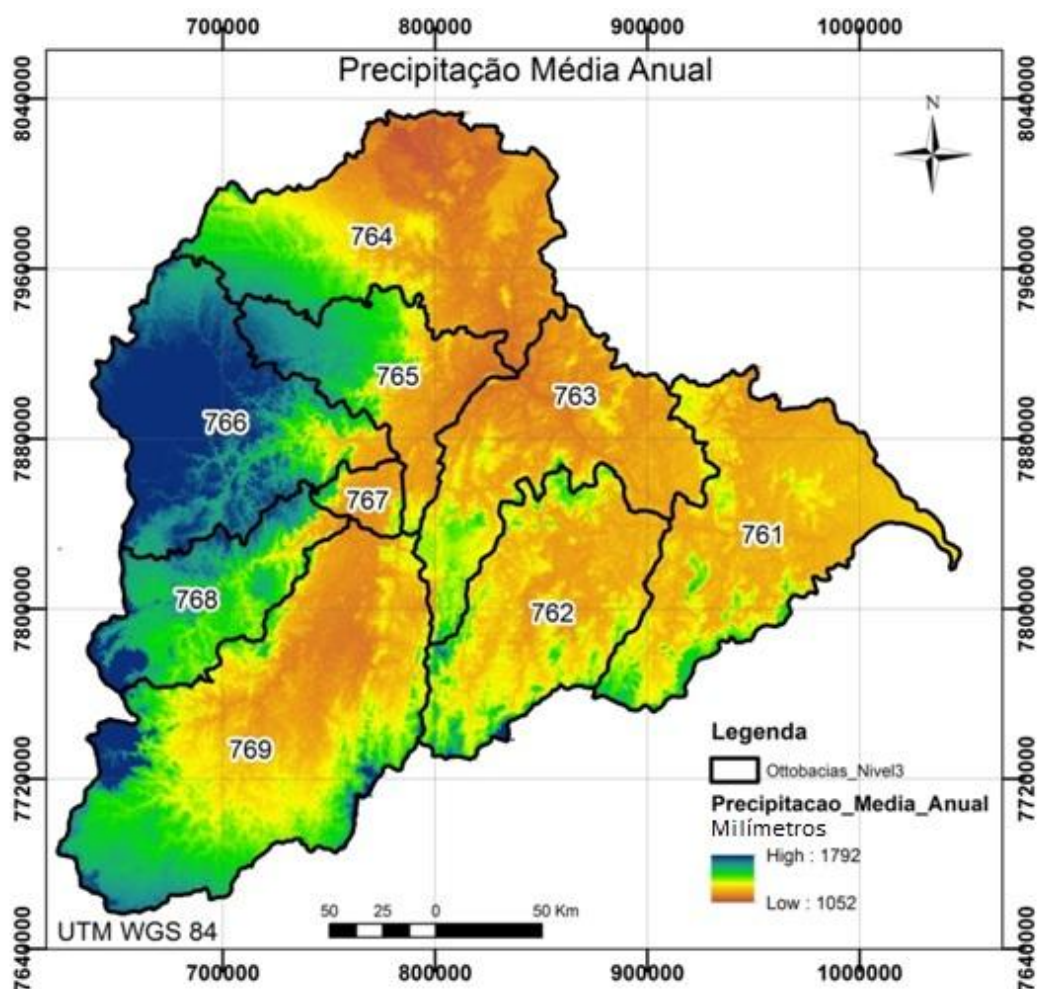 700000 800000 900000 1000000
Precipitação Média Anual
N
8040000 8040000
7960000 7960000
7880000 7880000
7800000 7800000
7720000 7720000
7640000 7640000
764
765
763
766
767
761
768
762
769
Legenda
Ottobacias_Nivel3
Precipitacao_Media_Anual
Milímetros
High : 1792
Low : 1052
50 25 0 50 Km
UTM WGS 84
700000 800000 900000 1000000